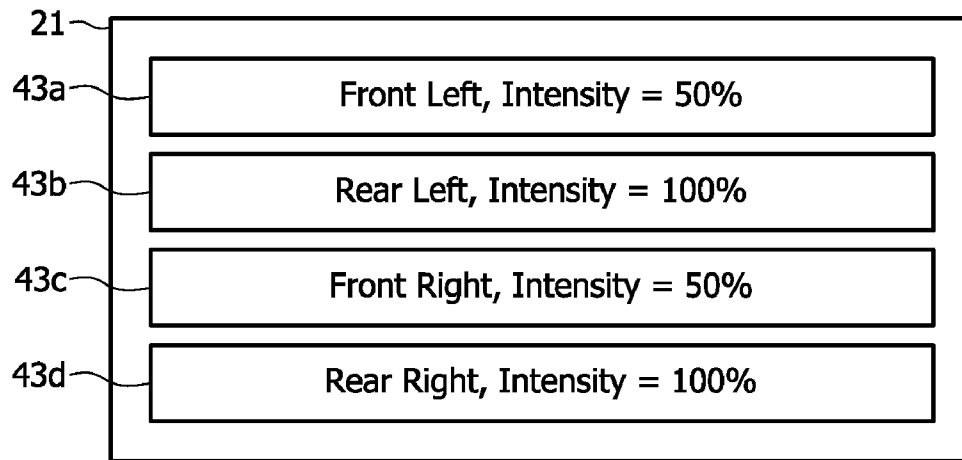 21
43a
Front Left, Intensity = 50%
43b
Rear Left, Intensity = 100%
43c
Front Right, Intensity = 50%
43d
Rear Right, Intensity = 100%